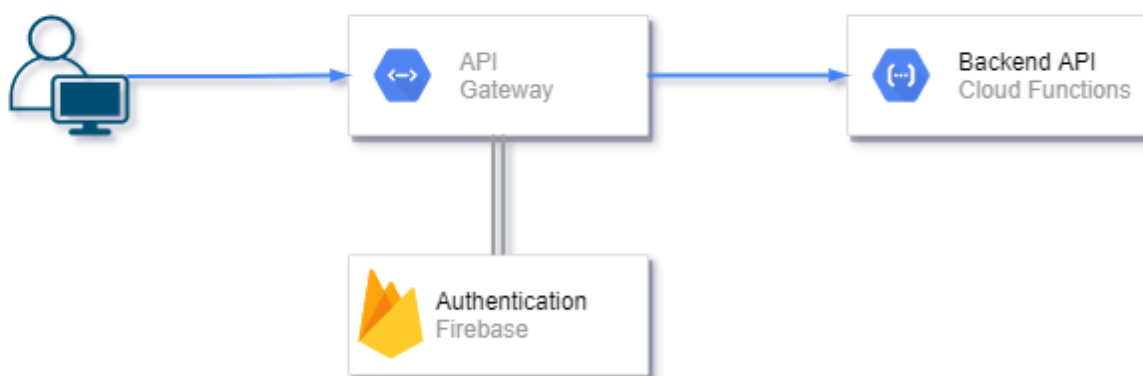 API
Gateway
Backend API
Cloud Functions
Authentication
Firebase